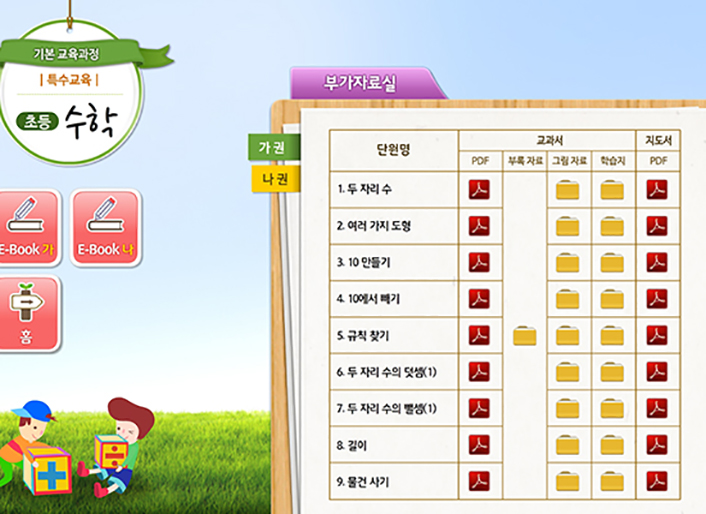 기본 교육과정
| 특수교육 |
초등 수학
E-Book 가
E-Book 나
홈
부가자료실
가 권
나 권
단원명 교과서 지도서
PDF 부록 자료 그림 자료 학습지 PDF
1. 두 자리 수
2. 여러 가지 도형
3. 10 만들기
4. 10에서 빼기
5. 규칙 찾기
6. 두 자리 수의 덧셈(1)
7. 두 자리 수의 뺄셈(1)
8. 길이
9. 물건 사기